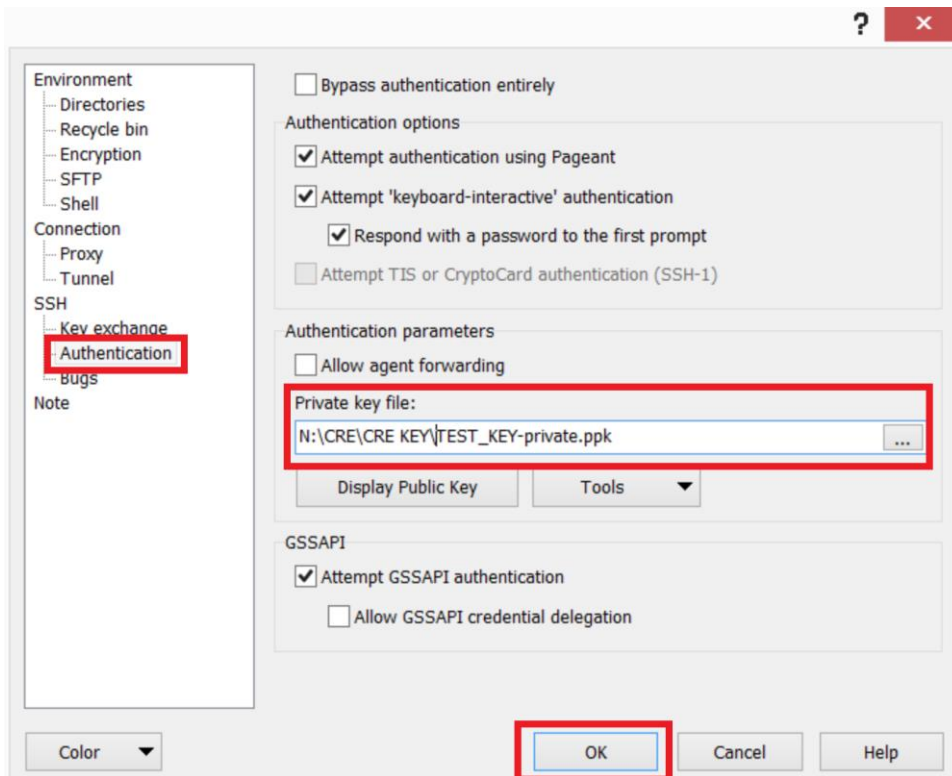 ?
Environment
Directories
Recycle bin
Encryption
SFTP
Shell
Connection
Proxy
Tunnel
SSH
Key exchange
Authentication
Bugs
Note
Bypass authentication entirely
Authentication options
Attempt authentication using Pageant
Attempt 'keyboard-interactive' authentication
Respond with a password to the first prompt
Attempt TIS or CryptoCard authentication (SSH-1)
Authentication parameters
Allow agent forwarding
Private key file:
N:\CRE\CRE KEY\TEST_KEY-private.ppk
...
Display Public Key
Tools
GSSAPI
Attempt GSSAPI authentication
Allow GSSAPI credential delegation
Color
OK
Cancel
Help